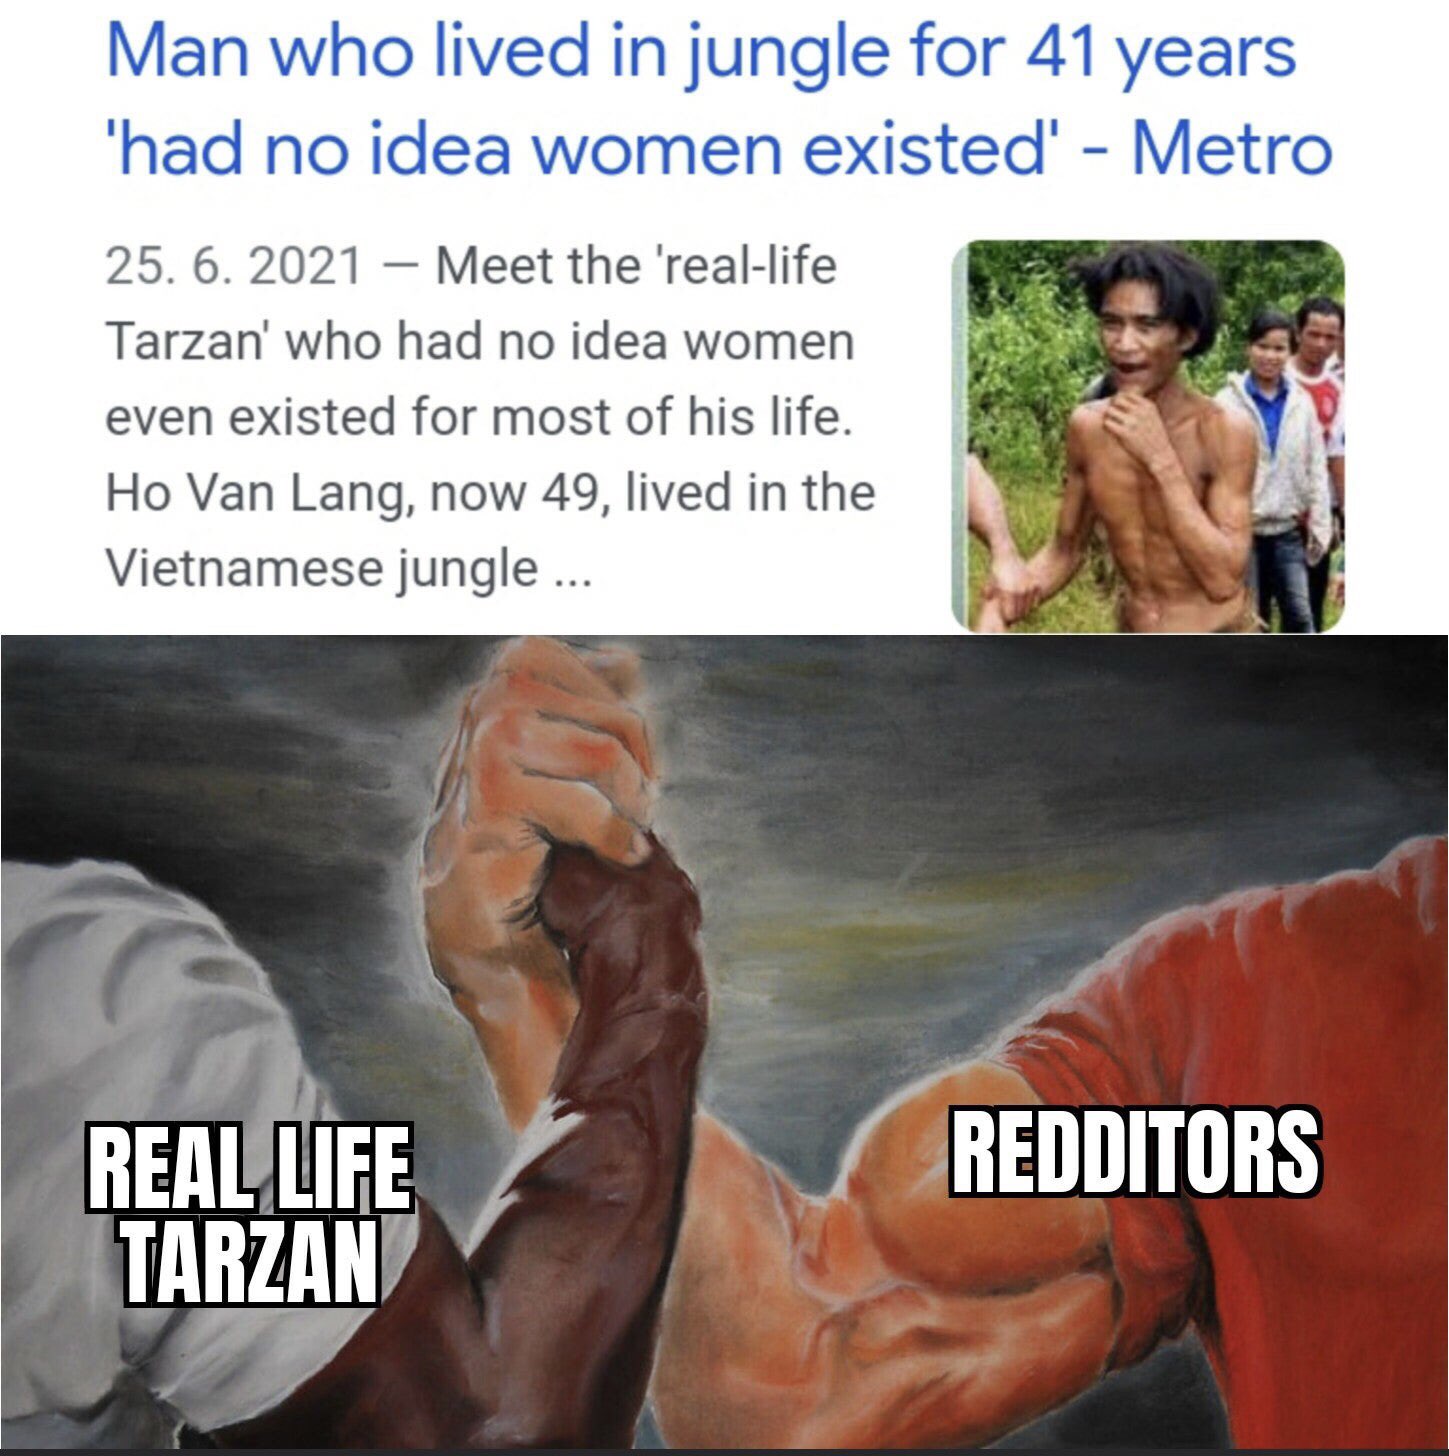 Man who lived in jungle for 41 years
'had no idea women existed' - Metro
25. 6. 2021 — Meet the 'real-life
Tarzan' who had no idea women
even existed for most of his life.
Ho Van Lang, now 49, lived in the
Vietnamese jungle ...
REAL LIFE
TARZAN
REDDITORS